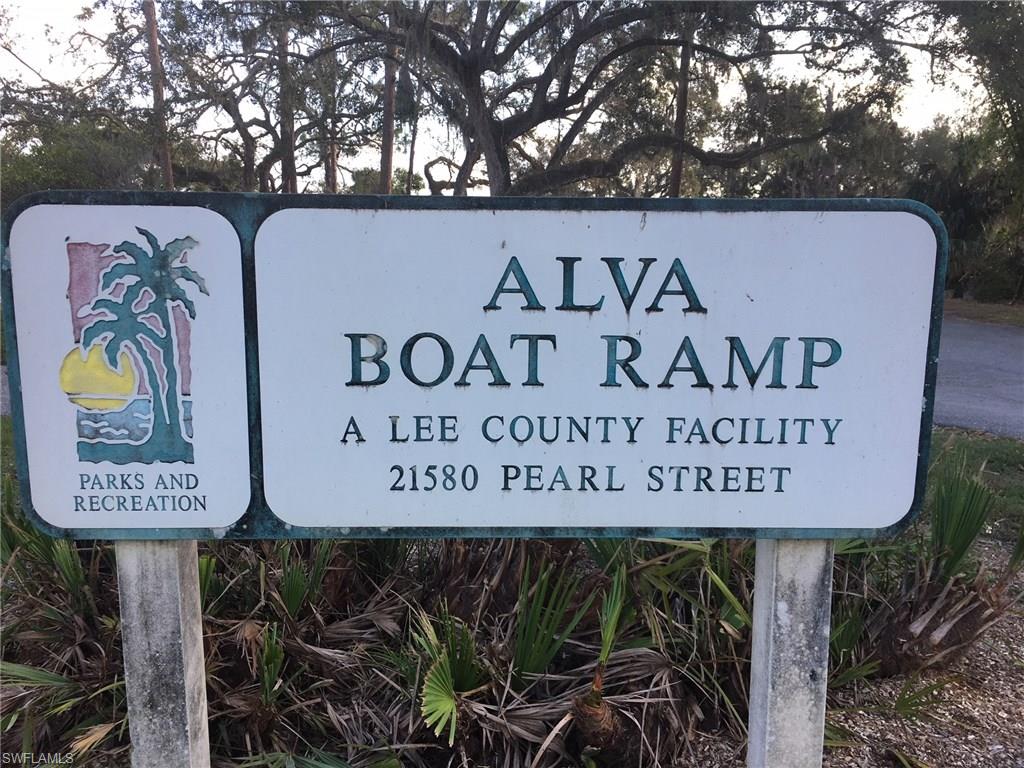 PARKS AND
RECREATION
ALVA
BOAT RAMP
A LEE COUNTY FACILITY
21580 PEARL STREET
SWFLAMLS